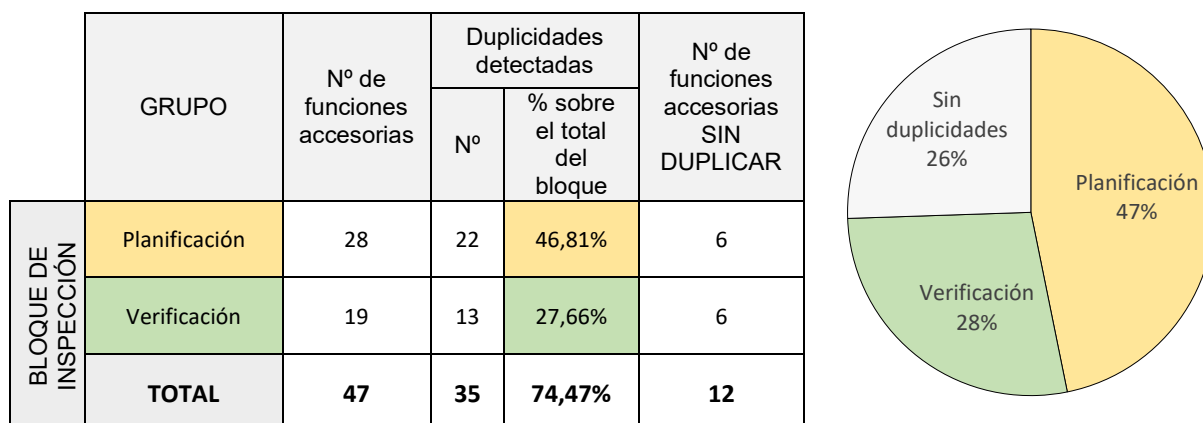 GRUPO
Nº de
funciones
accesorias
Duplicidades
detectadas
Nº
% sobre
el total
del
bloque
Nº de
funciones
accesorias
SIN
DUPLICAR
BLOQUE DE
INSPECCIÓN
Planificación 28 22 46,81% 6
Verificación 19 13 27,66% 6
TOTAL 47 35 74,47% 12
Sin
duplicidades
26%
Planificación
47%
Verificación
28%